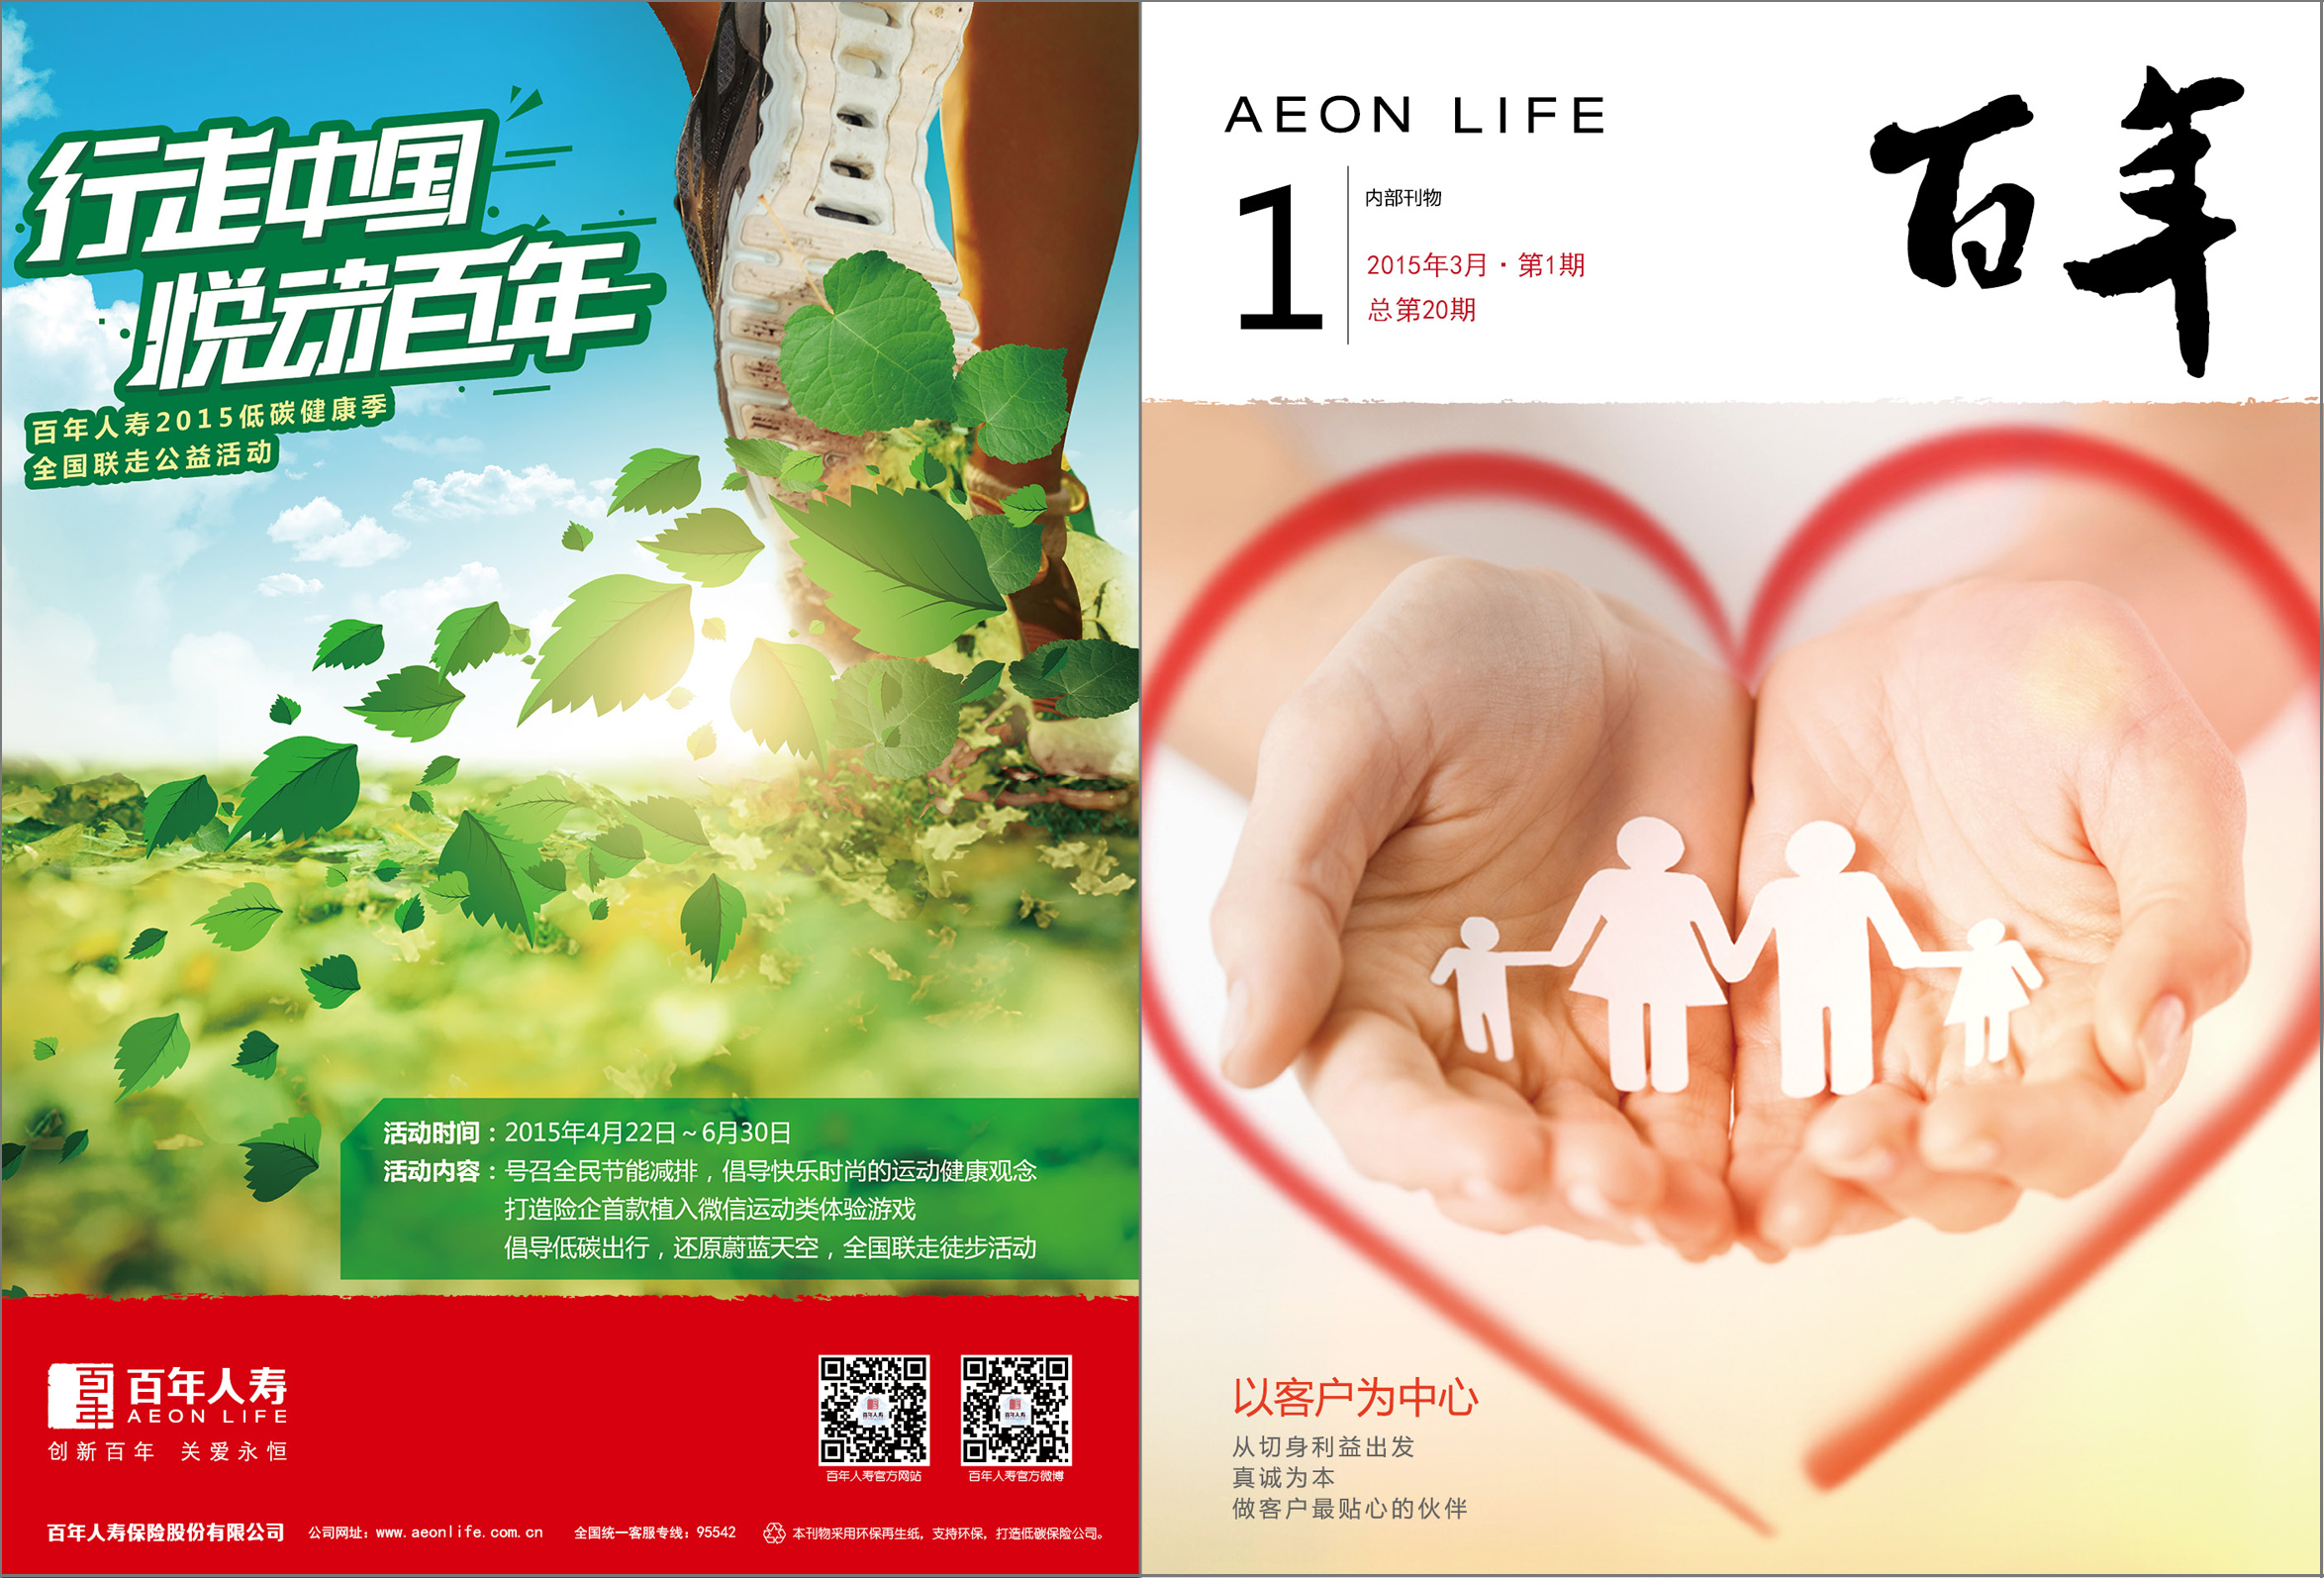 行走中国
悦动百年
百年人寿2015低碳健康季
全国联走公益活动
活动时间：2015年4月22日~6月30日
活动内容：号召全民节能减排，倡导快乐时尚的运动健康观念
打造险企首款植入微信运动类体验游戏
倡导低碳出行，还原蔚蓝天空，全国联走徒步活动
百年
百年人寿
AEON LIFE
创新百年 关爱永恒
百年人寿官方网站
百年人寿官方微博
百年人寿保险股份有限公司 公司网址：www.aeonlife.com.cn 全国统一客服专线：95542 本刊物采用环保再生纸，支持环保，打造低碳保险公司。
AEON LIFE
百年
1
内部刊物
2015年3月·第1期
总第20期
以客户为中心
从切身利益出发
真诚为本
做客户最贴心的伙伴